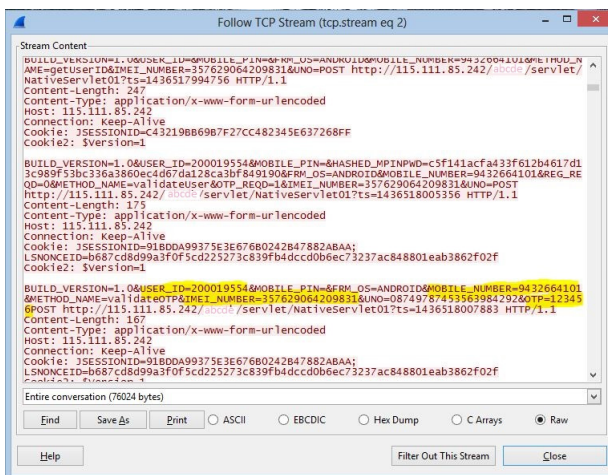 Follow TCP Stream (tcp.stream eq 2)
Stream Content
BUILD_VERSION=1.0&USER_ID=&MOBILE_PIN=&FRM_OS=ANDROID&MOBILE_NUMBER=9432664101&METHOD_N
AME=getUserID&IMEI_NUMBER=357629064209831&UNO=POST http://115.111.85.242/abcde/servlet/
NativeServlet01?ts=1436517994756 HTTP/1.1
Content-Length: 247
Content-Type: application/x-www-form-urlencoded
Host: 115.111.85.242
Connection: Keep-Alive
Cookie: JSESSIONID=C43219BB69B7F27CC482345E637268FF
Cookie2: $Version=1
BUILD_VERSION=1.0&USER_ID=200019554&MOBILE_PIN=&HASHED_MPINPWD=c5f141acfa433f612b4617d1
3c989f53bc336a3860ec4d67da128ca3bf849190&FRM_OS=ANDROID&MOBILE_NUMBER=9432664101&REG_RE
QD=0&METHOD_NAME=validateUser&OTP_REQD=1&IMEI_NUMBER=357629064209831&UNO=POST
http://115.111.85.242/abcde/servlet/NativeServlet01?ts=1436518005356 HTTP/1.1
Content-Length: 175
Content-Type: application/x-www-form-urlencoded
Host: 115.111.85.242
Connection: Keep-Alive
Cookie: JSESSIONID=91BDDA99375E3E676B0242B47882ABAA;
LSNONCEID=b687cd8d99a3f0f5cd225273c839fb4dccd0b6ec73237ac848801eab3862f02f
Cookie2: $Version=1
BUILD_VERSION=1.0&USER_ID=200019554&MOBILE_PIN=&FRM_OS=ANDROID&MOBILE_NUMBER=9432664101
&METHOD_NAME=validateOTP&IMEI_NUMBER=357629064209831&UNO=08749787453563984292&OTP=12345
6POST http://115.111.85.242/abcde/servlet/NativeServlet01?ts=1436518007883 HTTP/1.1
Content-Length: 167
Content-Type: application/x-www-form-urlencoded
Host: 115.111.85.242
Connection: Keep-Alive
Cookie: JSESSIONID=91BDDA99375E3E676B0242B47882ABAA;
LSNONCEID=b687cd8d99a3f0f5cd225273c839fb4dccd0b6ec73237ac848801eab3862f02f
Cookie2: $Version=1
Entire conversation (76024 bytes)
Find Save As Print ASCII EBCDIC Hex Dump C Arrays Raw
Help Filter Out This Stream Close